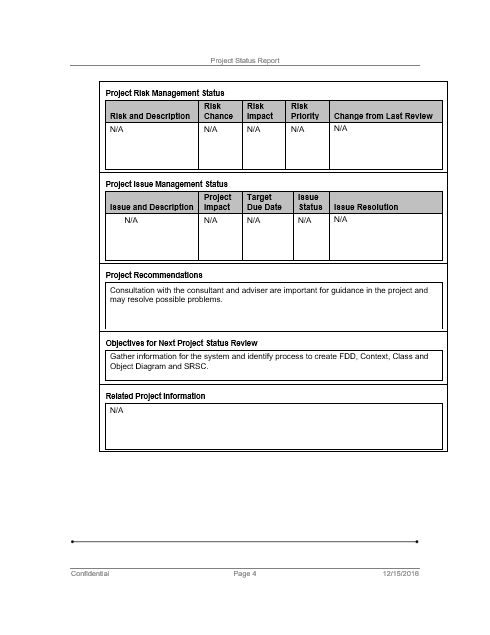 Project Status Report
Project Risk Management Status
Risk and Description Risk Chance Risk Impact Risk Priority Change from Last Review
N/A N/A N/A N/A N/A
Project Issue Management Status
Issue and Description Project Impact Target Due Date Issue Status Issue Resolution
N/A N/A N/A N/A N/A
Project Recommendations
Consultation with the consultant and adviser are important for guidance in the project and
may resolve possible problems.
Objectives for Next Project Status Review
Gather information for the system and identify process to create FDD, Context, Class and
Object Diagram and SRSC.
Related Project Information
N/A
Confidential Page 4 12/15/2016